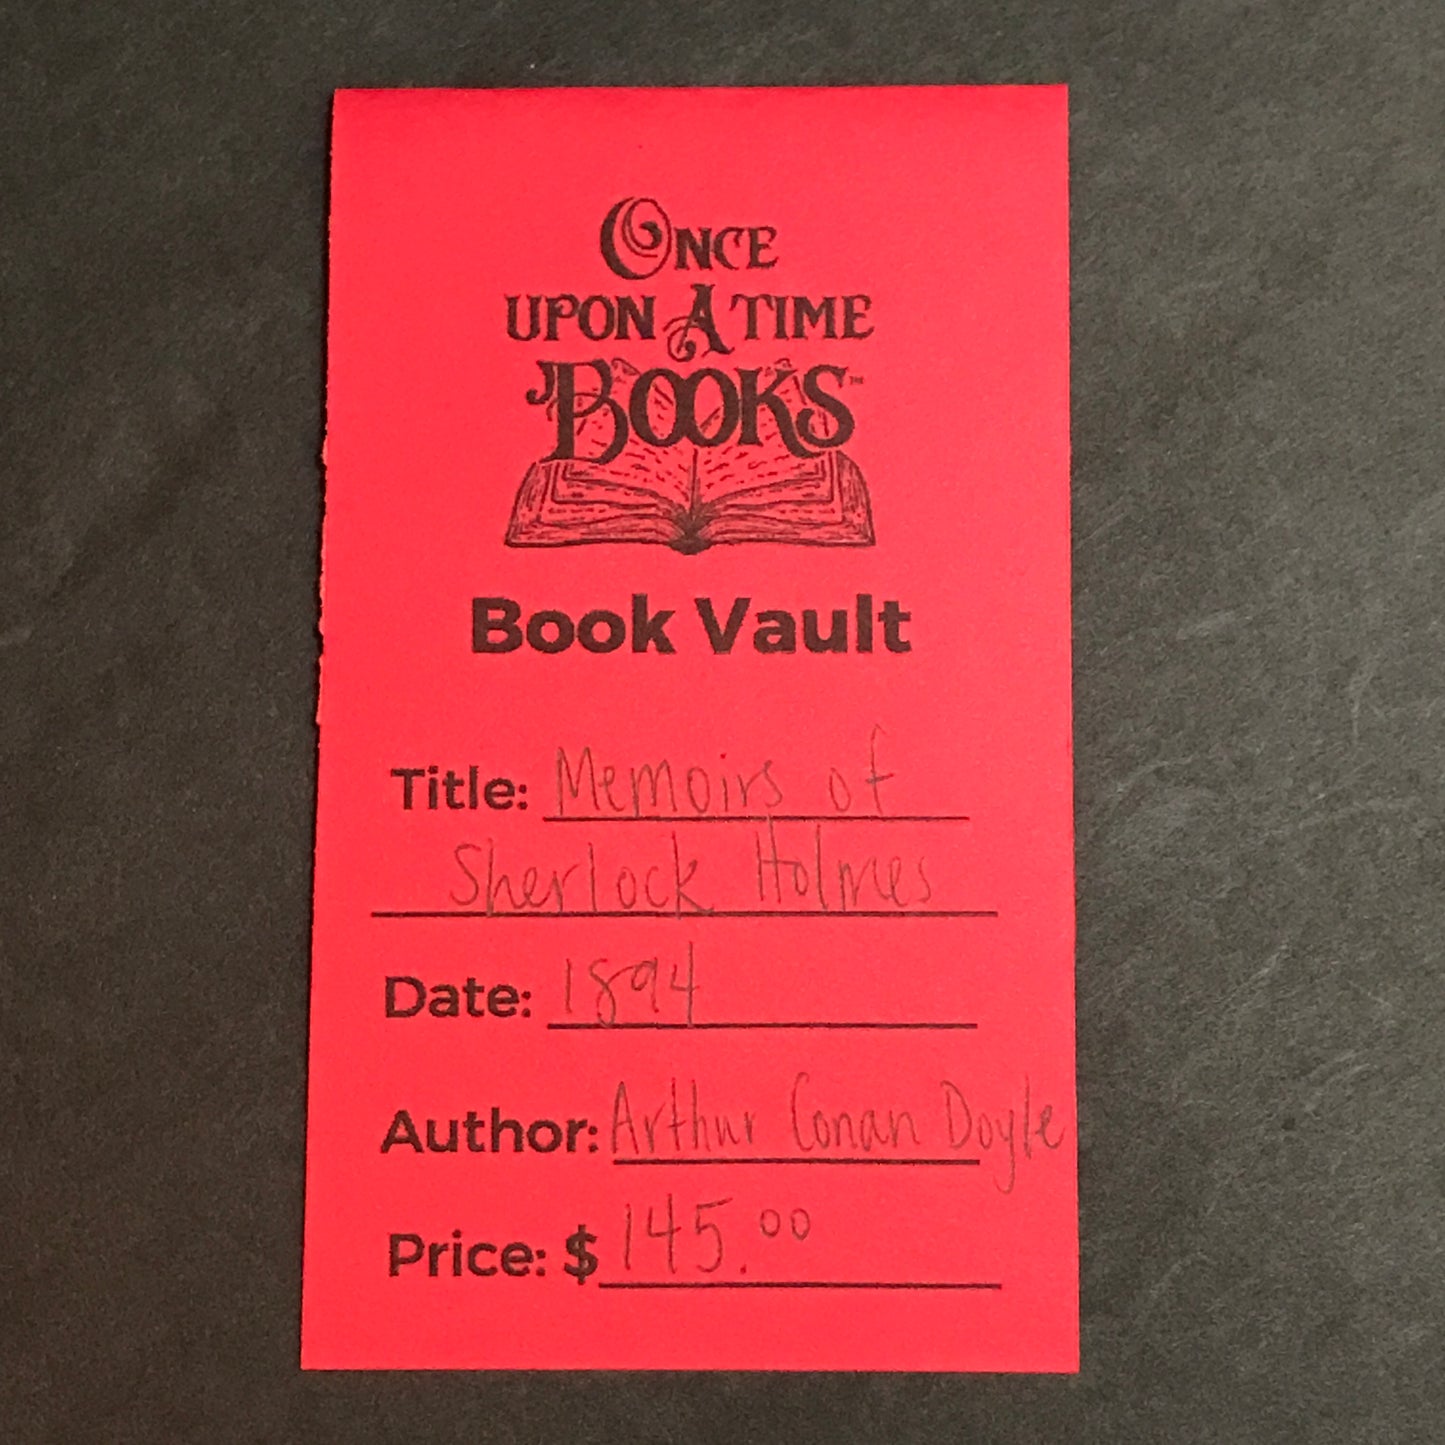 ONCE
UPON A TIME
BOOKS™
Book Vault
Title: Memoirs of
Sherlock Holmes
Date: 1894
Author: Arthur Conan Doyle
Price: $145.00